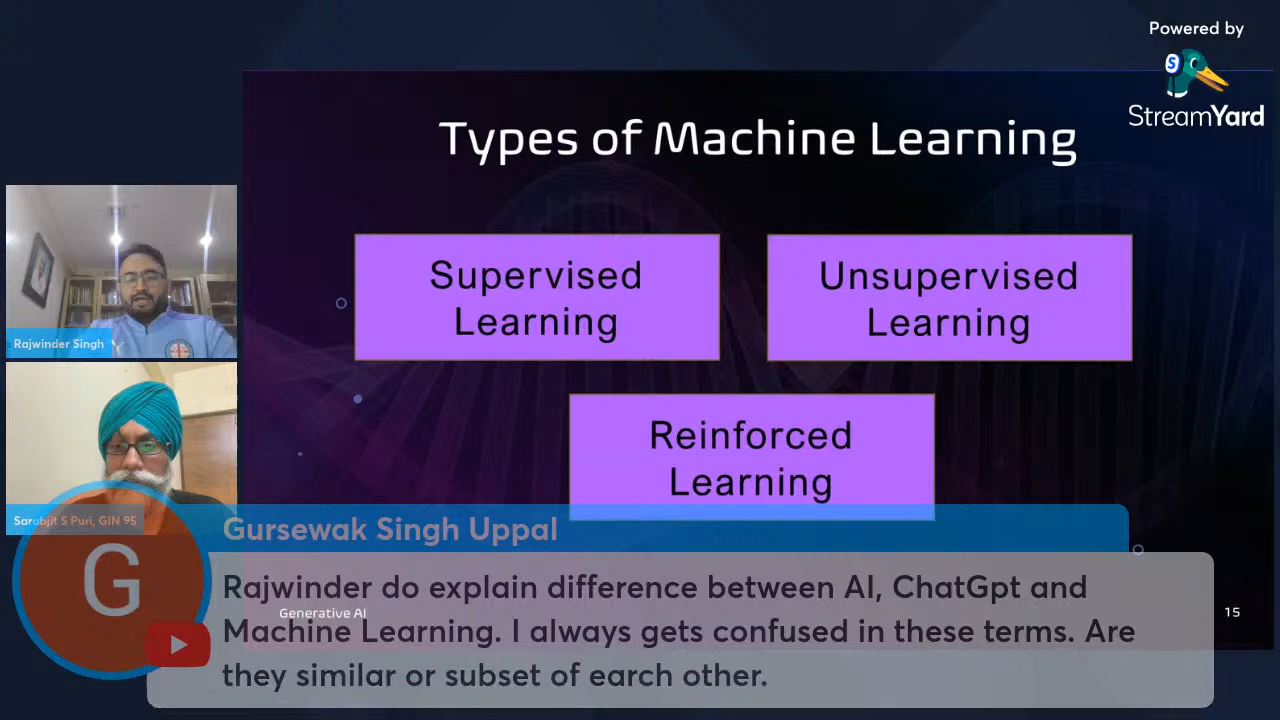 Powered by
StreamYard
Types of Machine Learning
Supervised
Learning
Unsupervised
Learning
Reinforced
Learning
Rajwinder Singh
Sarabjit S Puri, GIN 95
G
Gursewak Singh Uppal
Rajwinder do explain difference between AI, ChatGpt and
Machine Learning. I always gets confused in these terms. Are
they similar or subset of earch other.
Generative AI
15